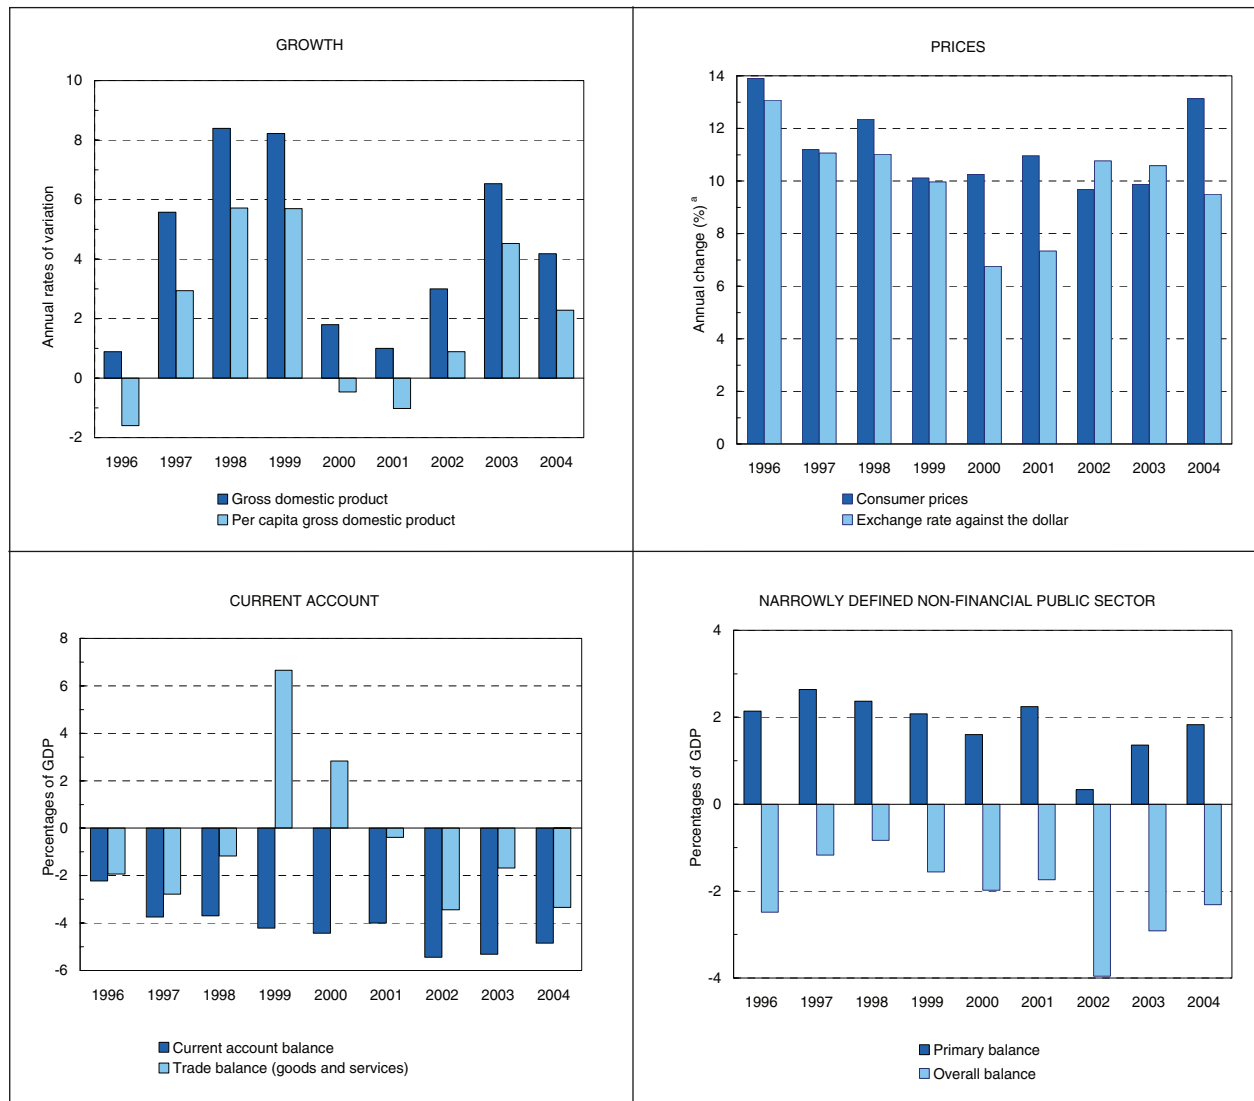 GROWTH
Annual rates of variation
10
8
6
4
2
0
-2
1996 1997 1998 1999 2000 2001 2002 2003 2004
Gross domestic product
Per capita gross domestic product
PRICES
Annual change (%) a
14
12
10
8
6
4
2
0
1996 1997 1998 1999 2000 2001 2002 2003 2004
Consumer prices
Exchange rate against the dollar
CURRENT ACCOUNT
Percentages of GDP
8
6
4
2
0
-2
-4
-6
1996 1997 1998 1999 2000 2001 2002 2003 2004
Current account balance
Trade balance (goods and services)
NARROWLY DEFINED NON-FINANCIAL PUBLIC SECTOR
Percentages of GDP
4
2
0
-2
-4
1996 1997 1998 1999 2000 2001 2002 2003 2004
Primary balance
Overall balance